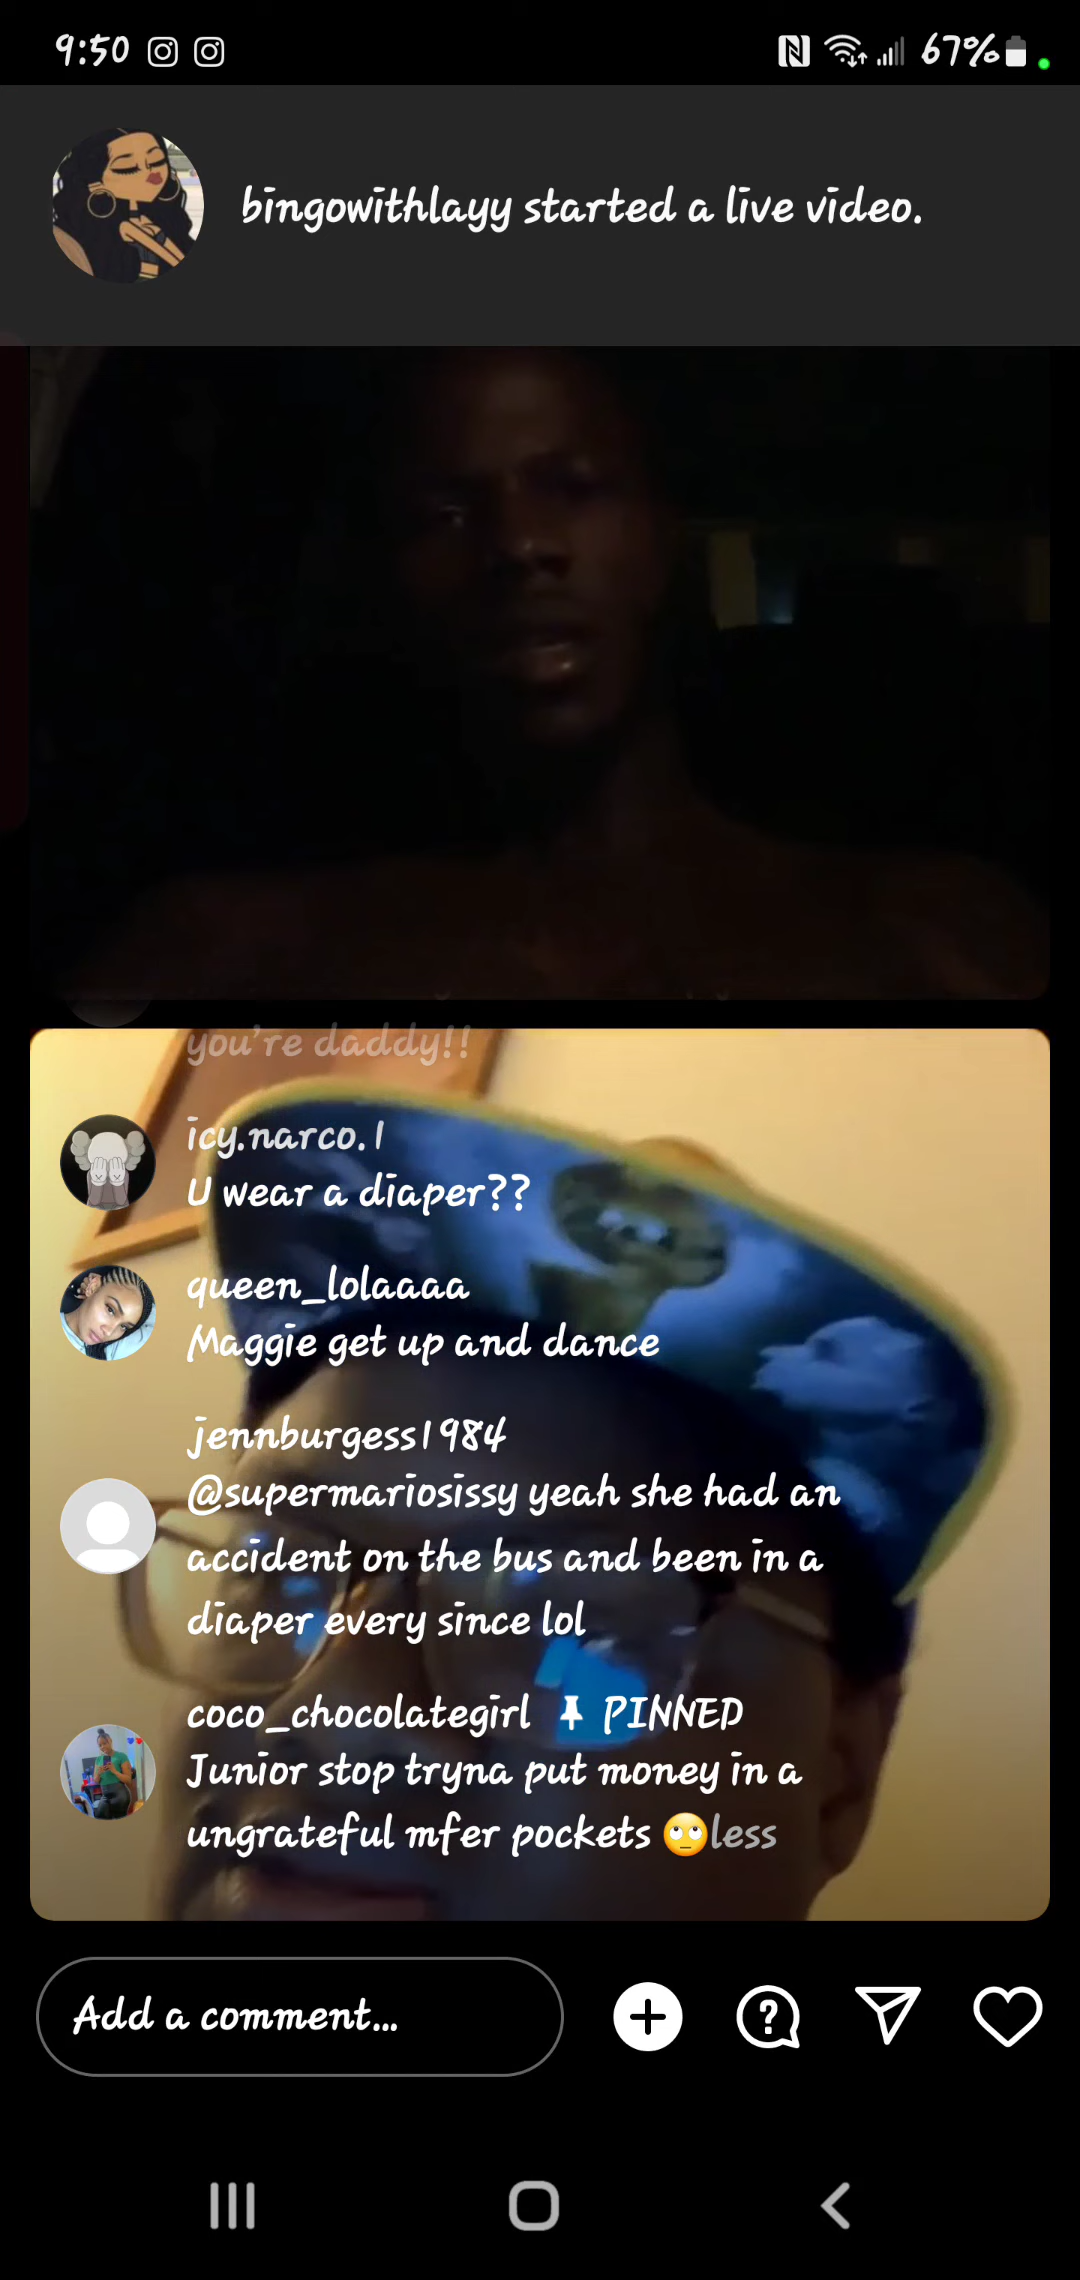 9:50 67%
bingowithlayy started a live video.
you're daddy!!
icy.narco.1
U wear a diaper??
queen_lolaaaa
Maggie get up and dance
jennburgess1984
@supermariosissy yeah she had an
accident on the bus and been in a
diaper every since lol
coco_chocolategirl PINNED
Junior stop tryna put money in a
ungrateful mfer pockets 🙄less
Add a comment...